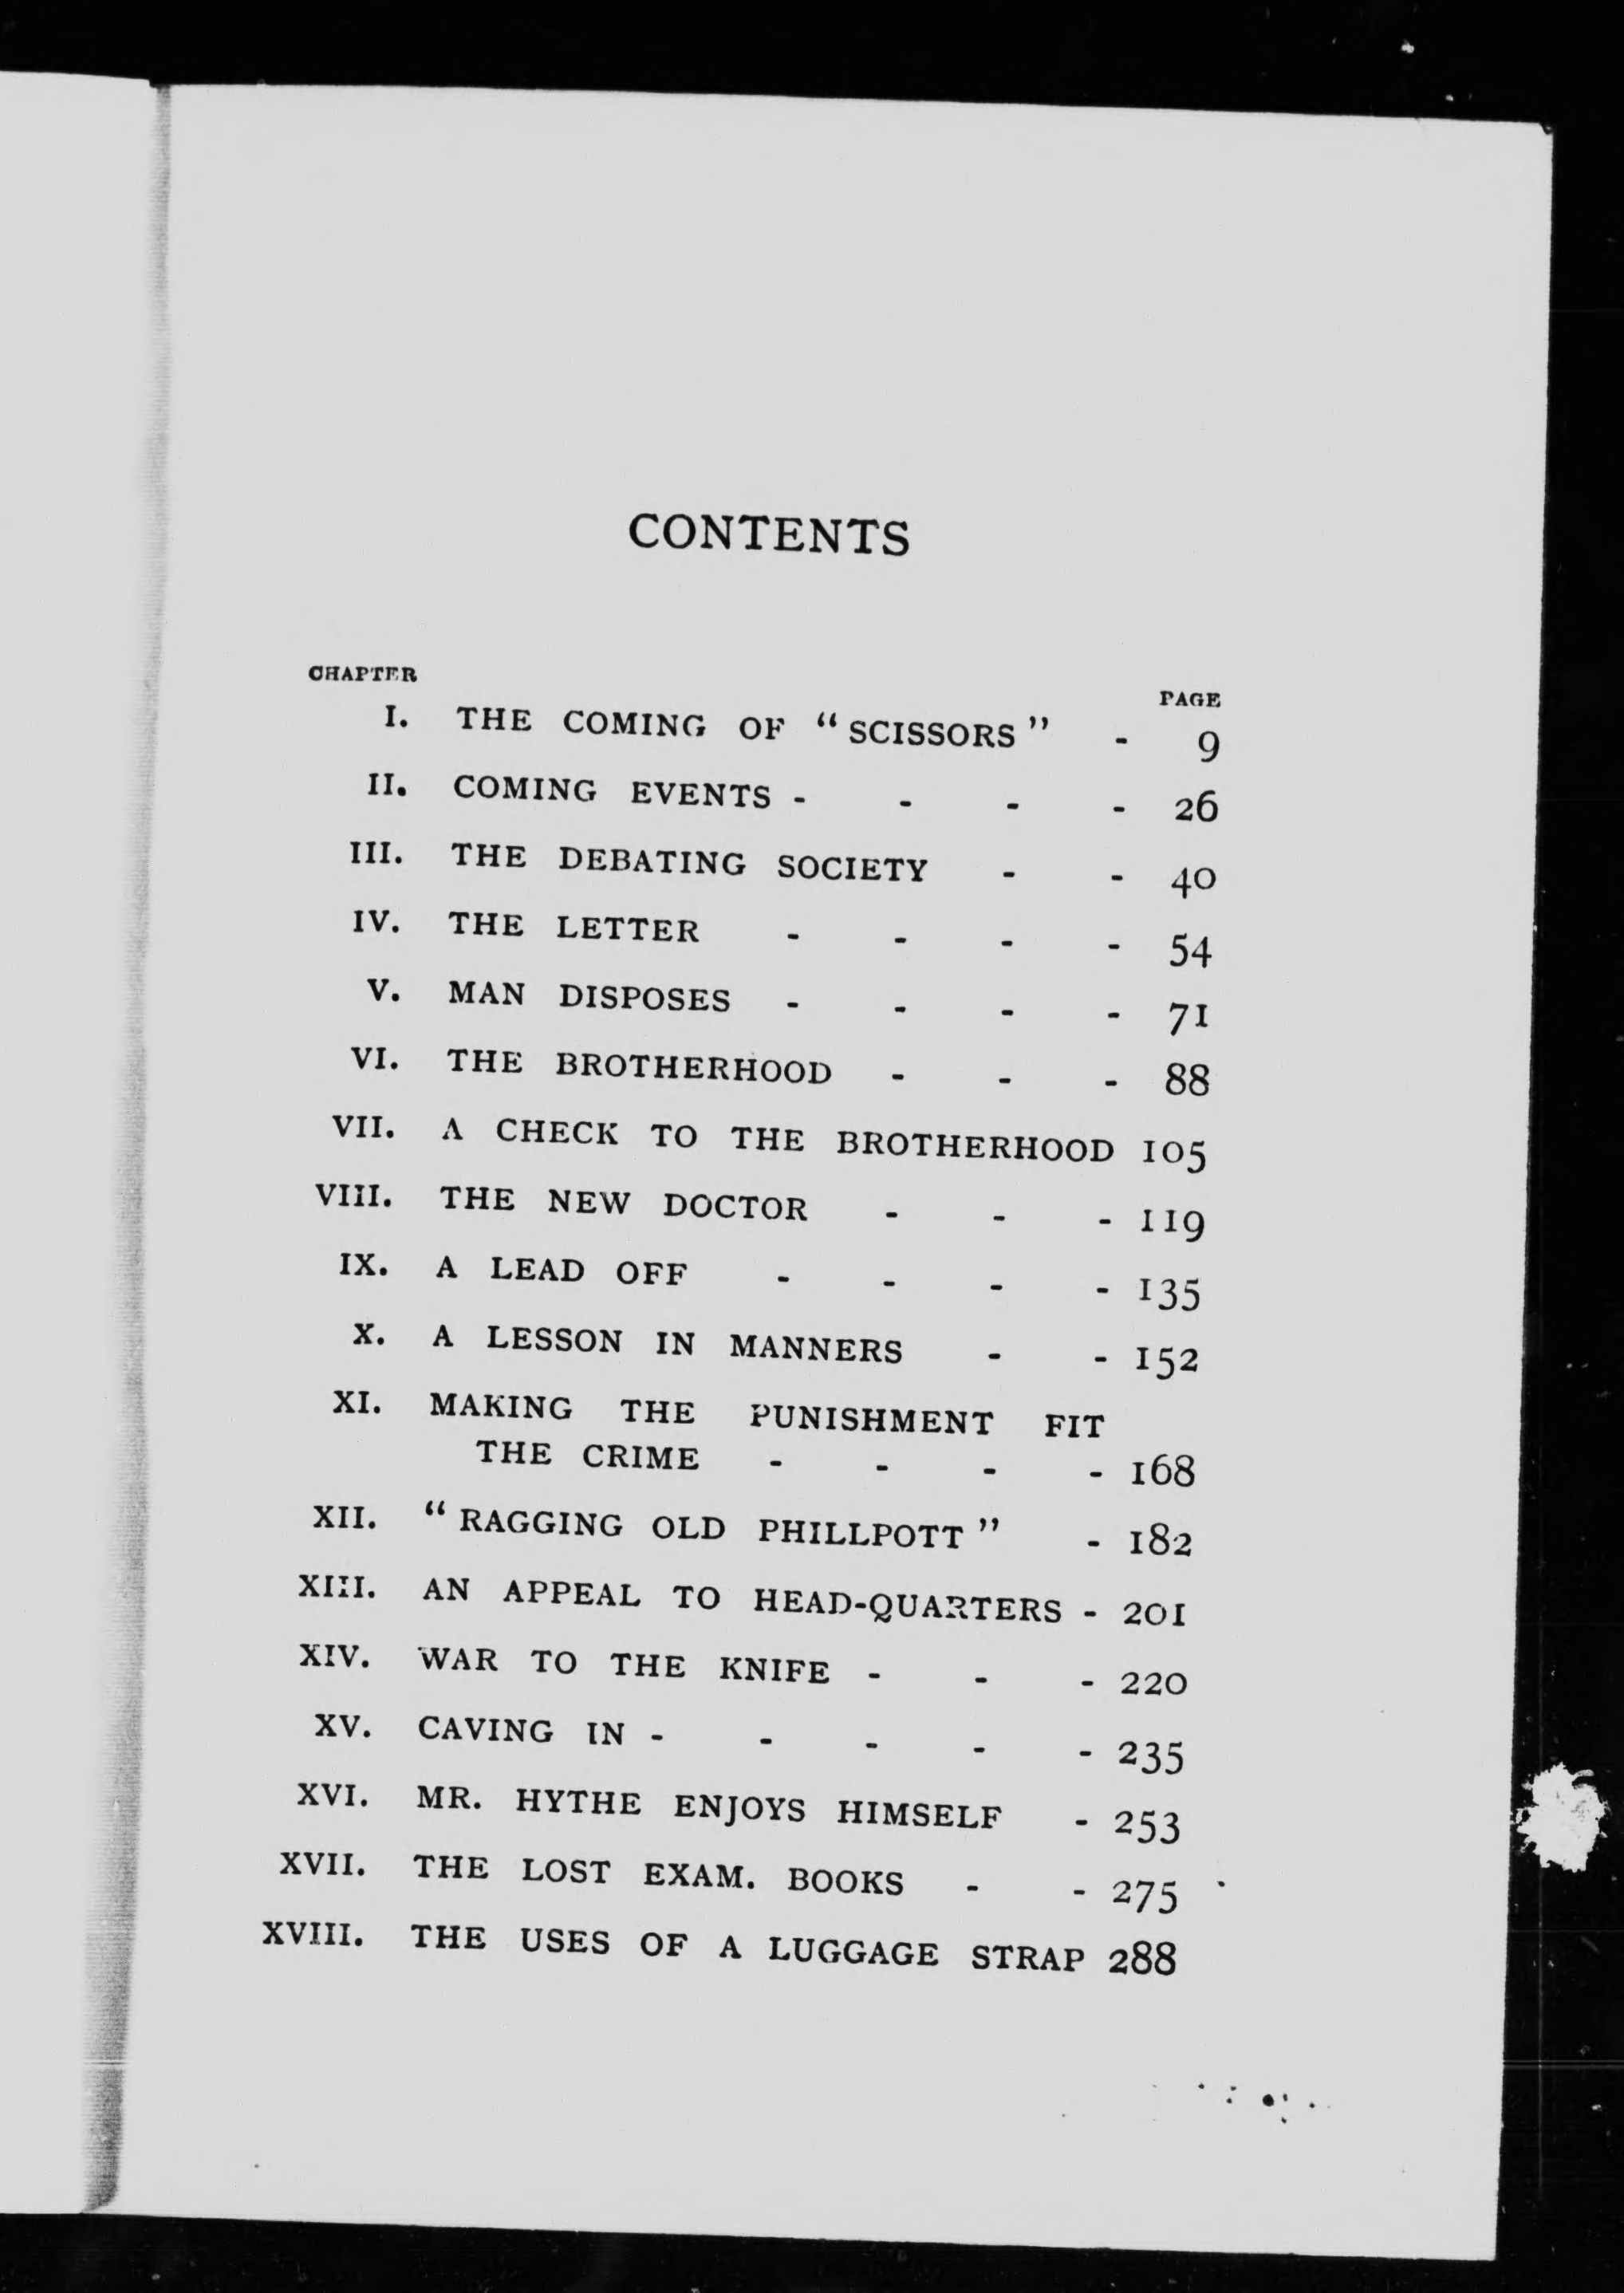 CONTENTS
CHAPTER PAGE
I. THE COMING OF "SCISSORS" - 9
II. COMING EVENTS - - - - 26
III. THE DEBATING SOCIETY - - 40
IV. THE LETTER - - - - 54
V. MAN DISPOSES - - - - 71
VI. THE BROTHERHOOD - - - 88
VII. A CHECK TO THE BROTHERHOOD 105
VIII. THE NEW DOCTOR - - - 119
IX. A LEAD OFF - - - - 135
X. A LESSON IN MANNERS - - 152
XI. MAKING THE PUNISHMENT FIT
THE CRIME - - - - 168
XII. "RAGGING OLD PHILLPOTT" - 182
XIII. AN APPEAL TO HEAD-QUARTERS - 201
XIV. WAR TO THE KNIFE - - - 220
XV. CAVING IN - - - - - 235
XVI. MR. HYTHE ENJOYS HIMSELF - 253
XVII. THE LOST EXAM. BOOKS - - 275
XVIII. THE USES OF A LUGGAGE STRAP 288